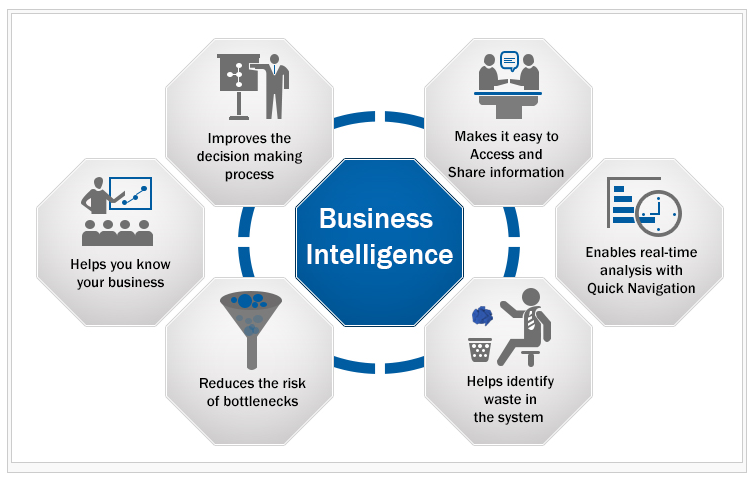 Improves the
decision making
process
Makes it easy to
Access and
Share information
Helps you know
your business
Business
Intelligence
Enables real-time
analysis with
Quick Navigation
Reduces the risk
of bottlenecks
Helps identify
waste in
the system